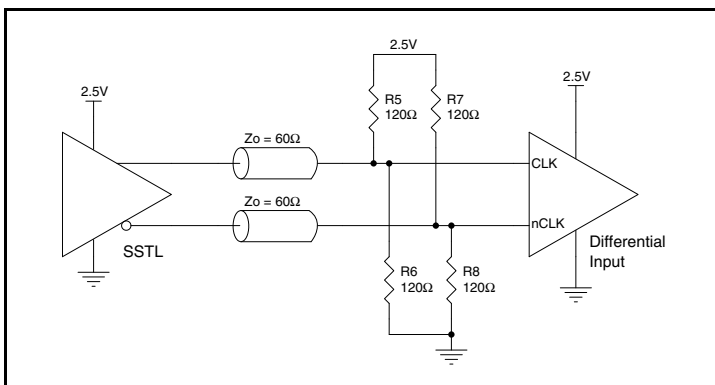 2.5V
2.5V
2.5V
R5
120Ω
R7
120Ω
Zo = 60Ω
CLK
Zo = 60Ω
nCLK
SSTL
Differential
Input
R6
120Ω
R8
120Ω